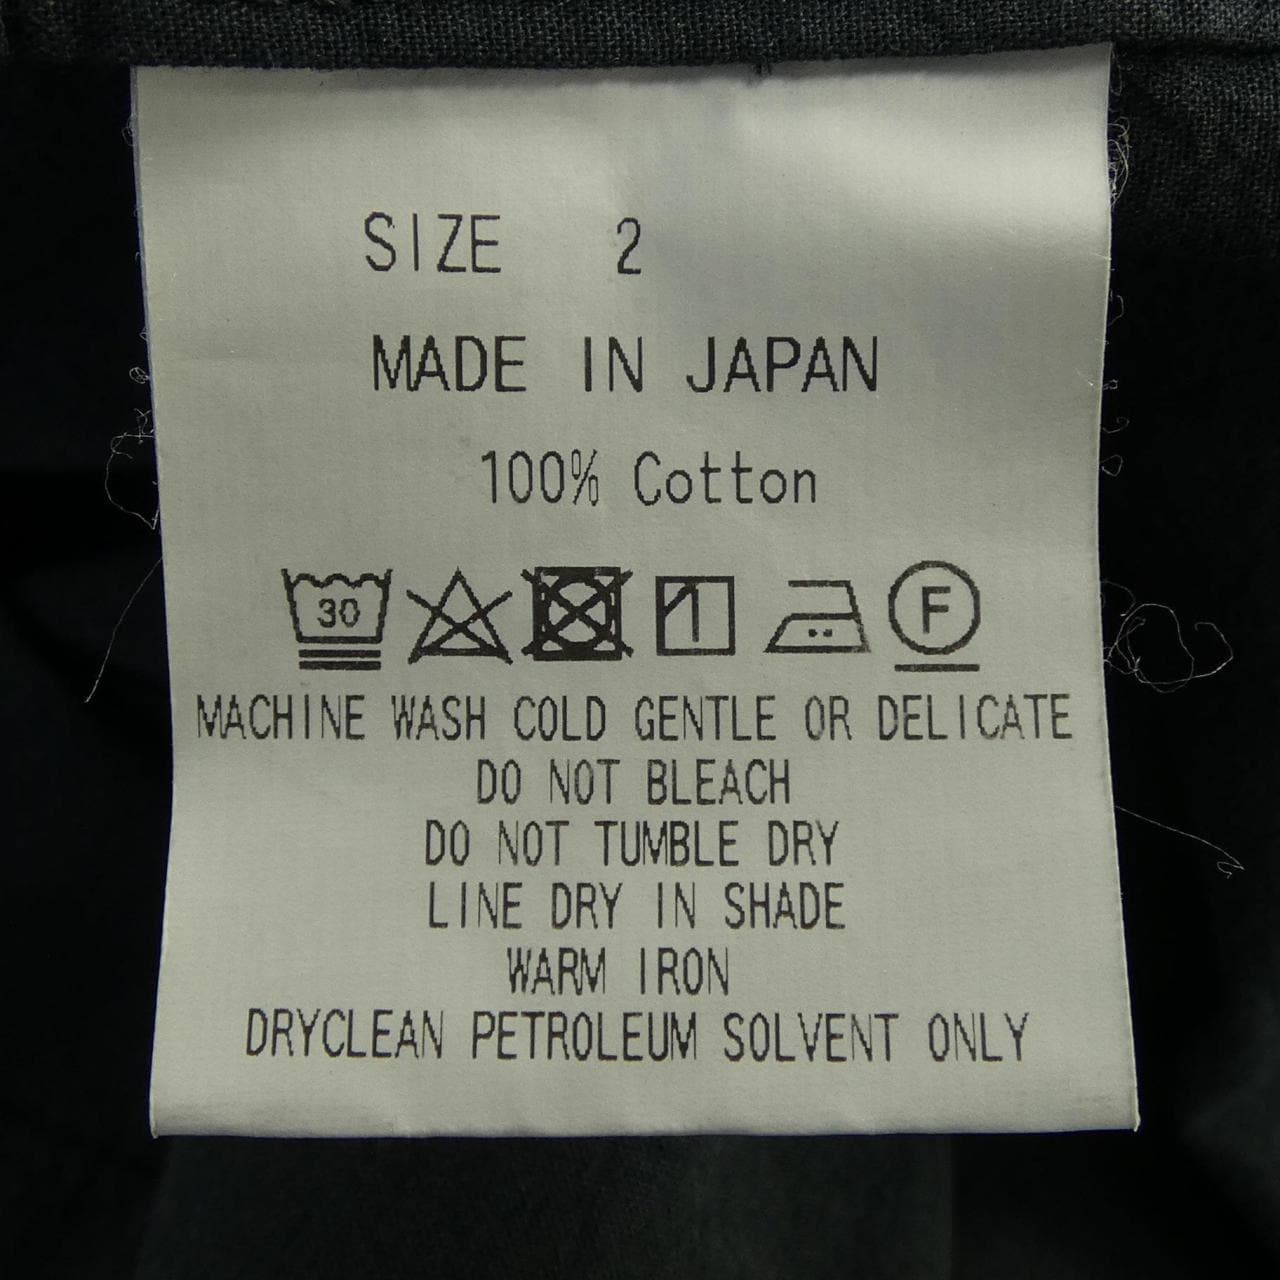 SIZE 2
MADE IN JAPAN
100% Cotton
30 F
MACHINE WASH COLD GENTLE OR DELICATE
DO NOT BLEACH
DO NOT TUMBLE DRY
LINE DRY IN SHADE
WARM IRON
DRYCLEAN PETROLEUM SOLVENT ONLY